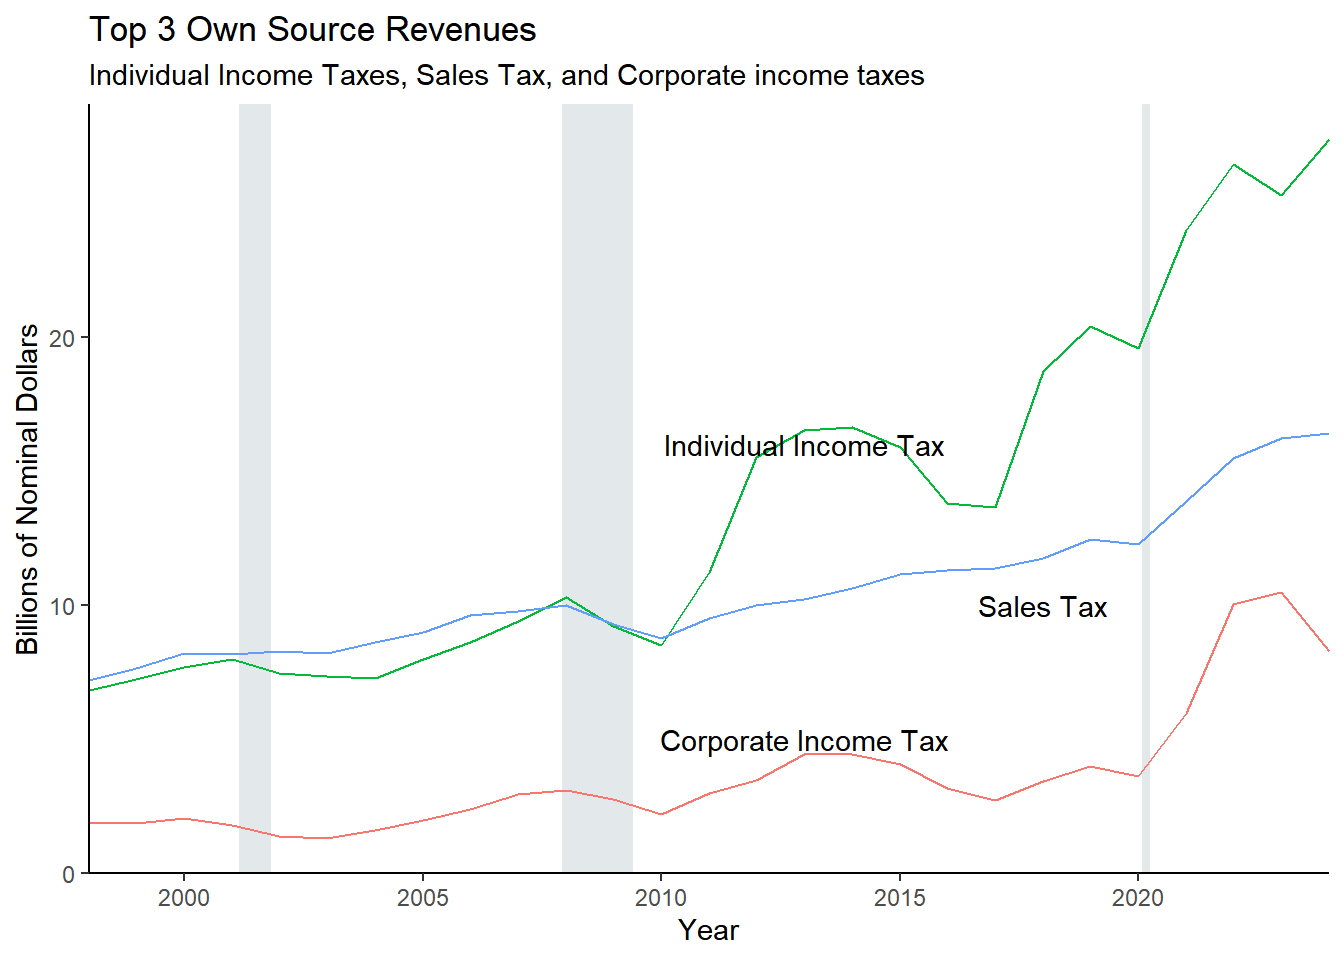 Top 3 Own Source Revenues
Individual Income Taxes, Sales Tax, and Corporate income taxes
Billions of Nominal Dollars
20
10
0
Individual Income Tax
Sales Tax
Corporate Income Tax
2000 2005 2010 2015 2020
Year